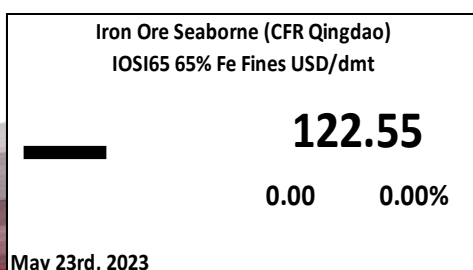 Iron Ore Seaborne (CFR Qingdao)
IOSI65 65% Fe Fines USD/dmt
122.55
0.00 0.00%
May 23rd, 2023